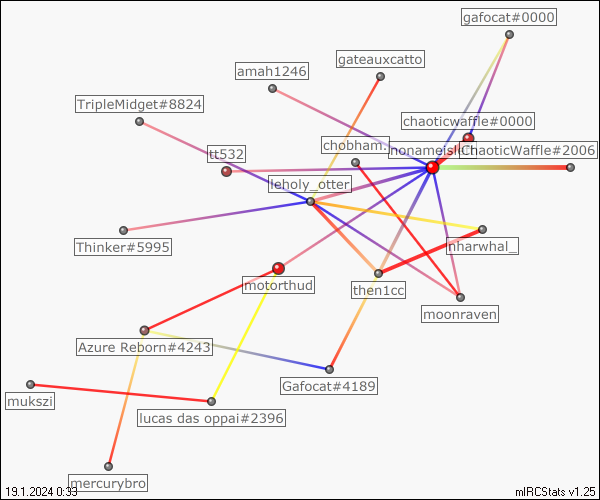 gafocat#0000
gateauxcatto
amah1246
TripleMidget#8824
chaoticwaffle#0000
chobham.
ChaoticWaffle#2006
tt532
leholy_otter
Thinker#5995
nharwhal_
motorthud
then1cc
moonraven
Azure Reborn#4243
Gafocat#4189
mukszi
lucas das oppai#2396
mercurybro
19.1.2024 0:33
mIRCStats v1.25